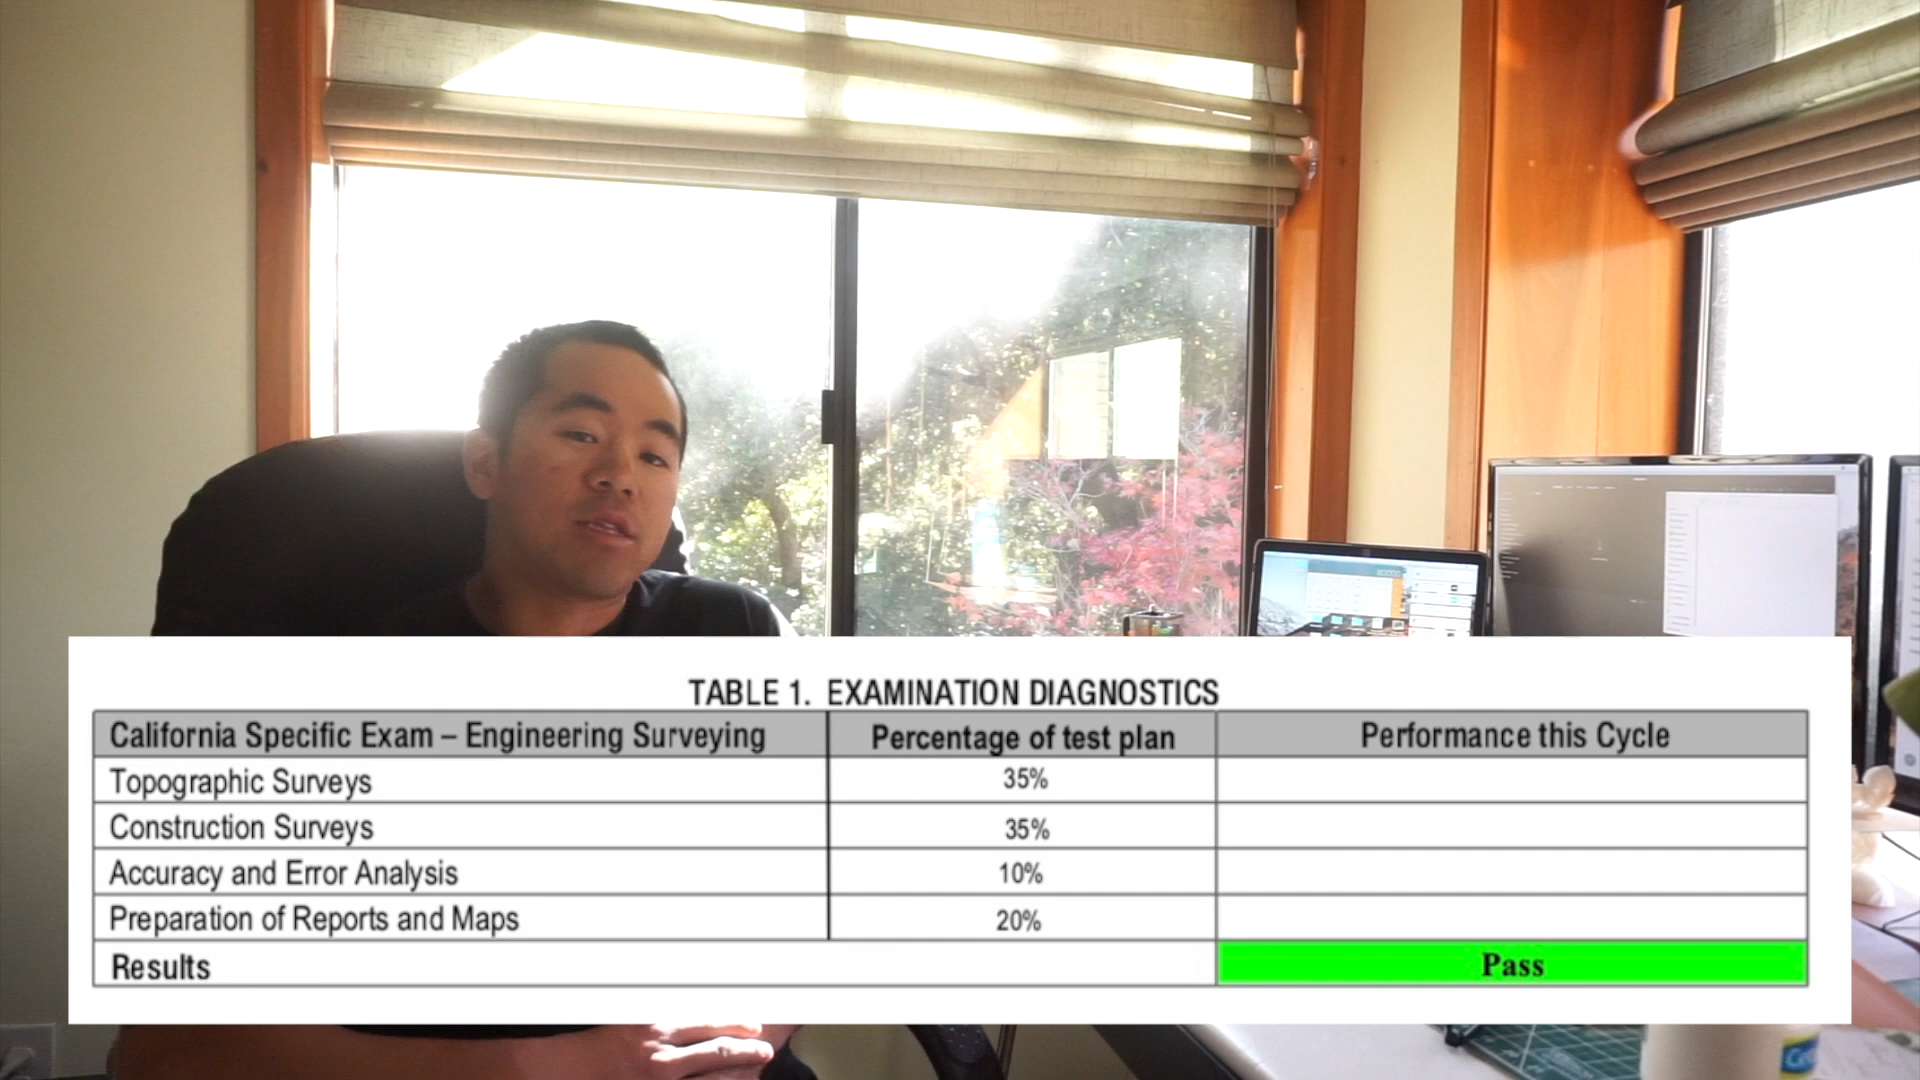 TABLE 1. EXAMINATION DIAGNOSTICS
California Specific Exam – Engineering Surveying Percentage of test plan Performance this Cycle
Topographic Surveys 35%
Construction Surveys 35%
Accuracy and Error Analysis 10%
Preparation of Reports and Maps 20%
Results Pass